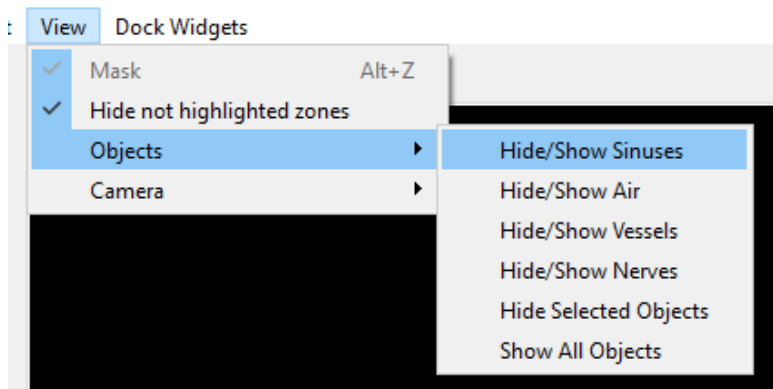 View Dock Widgets
Mask Alt+Z
Hide not highlighted zones
Objects
Camera
Hide/Show Sinuses
Hide/Show Air
Hide/Show Vessels
Hide/Show Nerves
Hide Selected Objects
Show All Objects